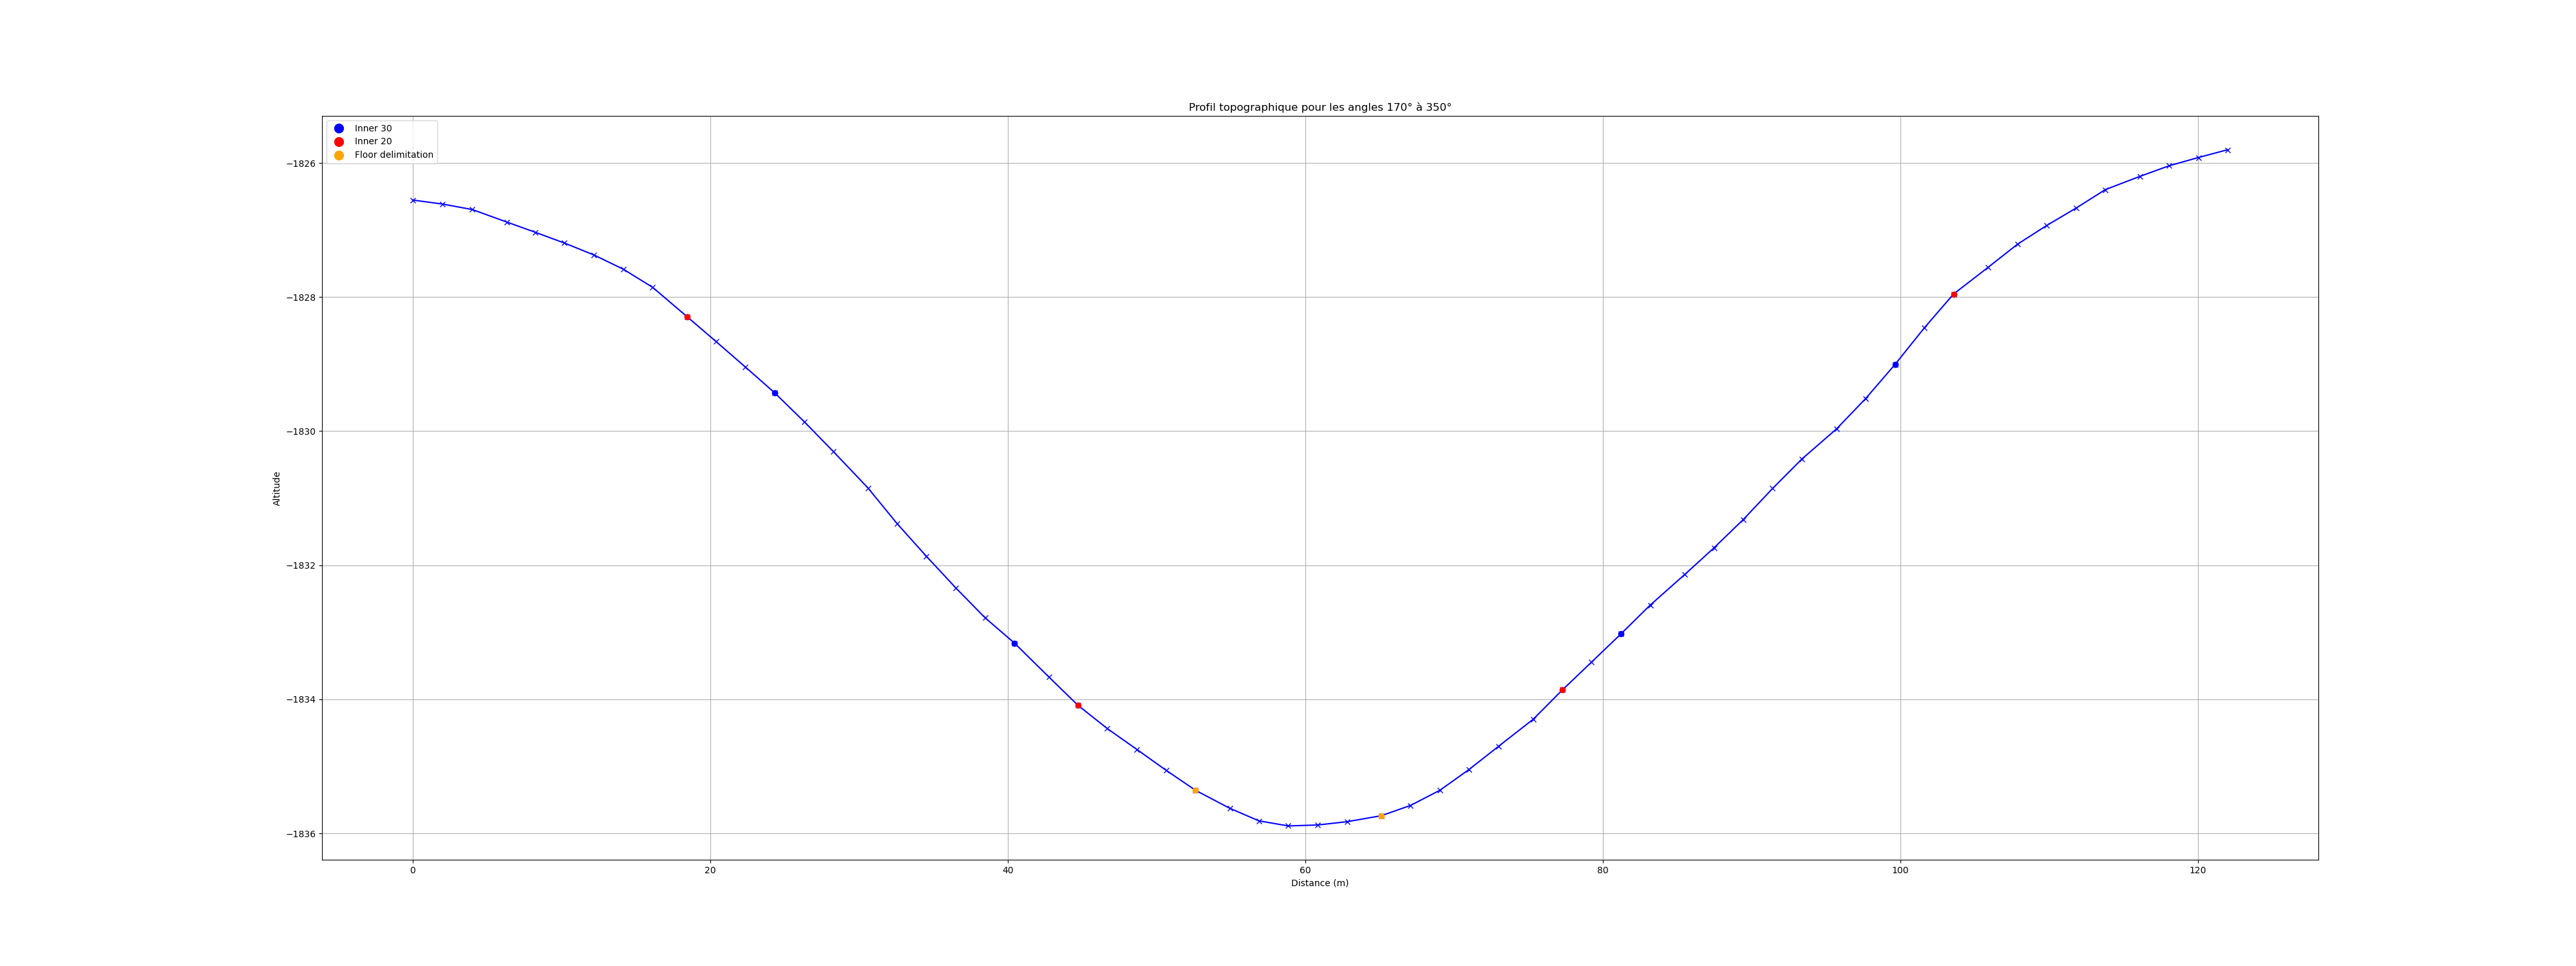 Profil topographique pour les angles 170° à 350°
Inner 30
Inner 20
Floor delimitation
−1826
−1828
−1830
−1832
−1834
−1836
Altitude
0 20 40 60 80 100 120
Distance (m)